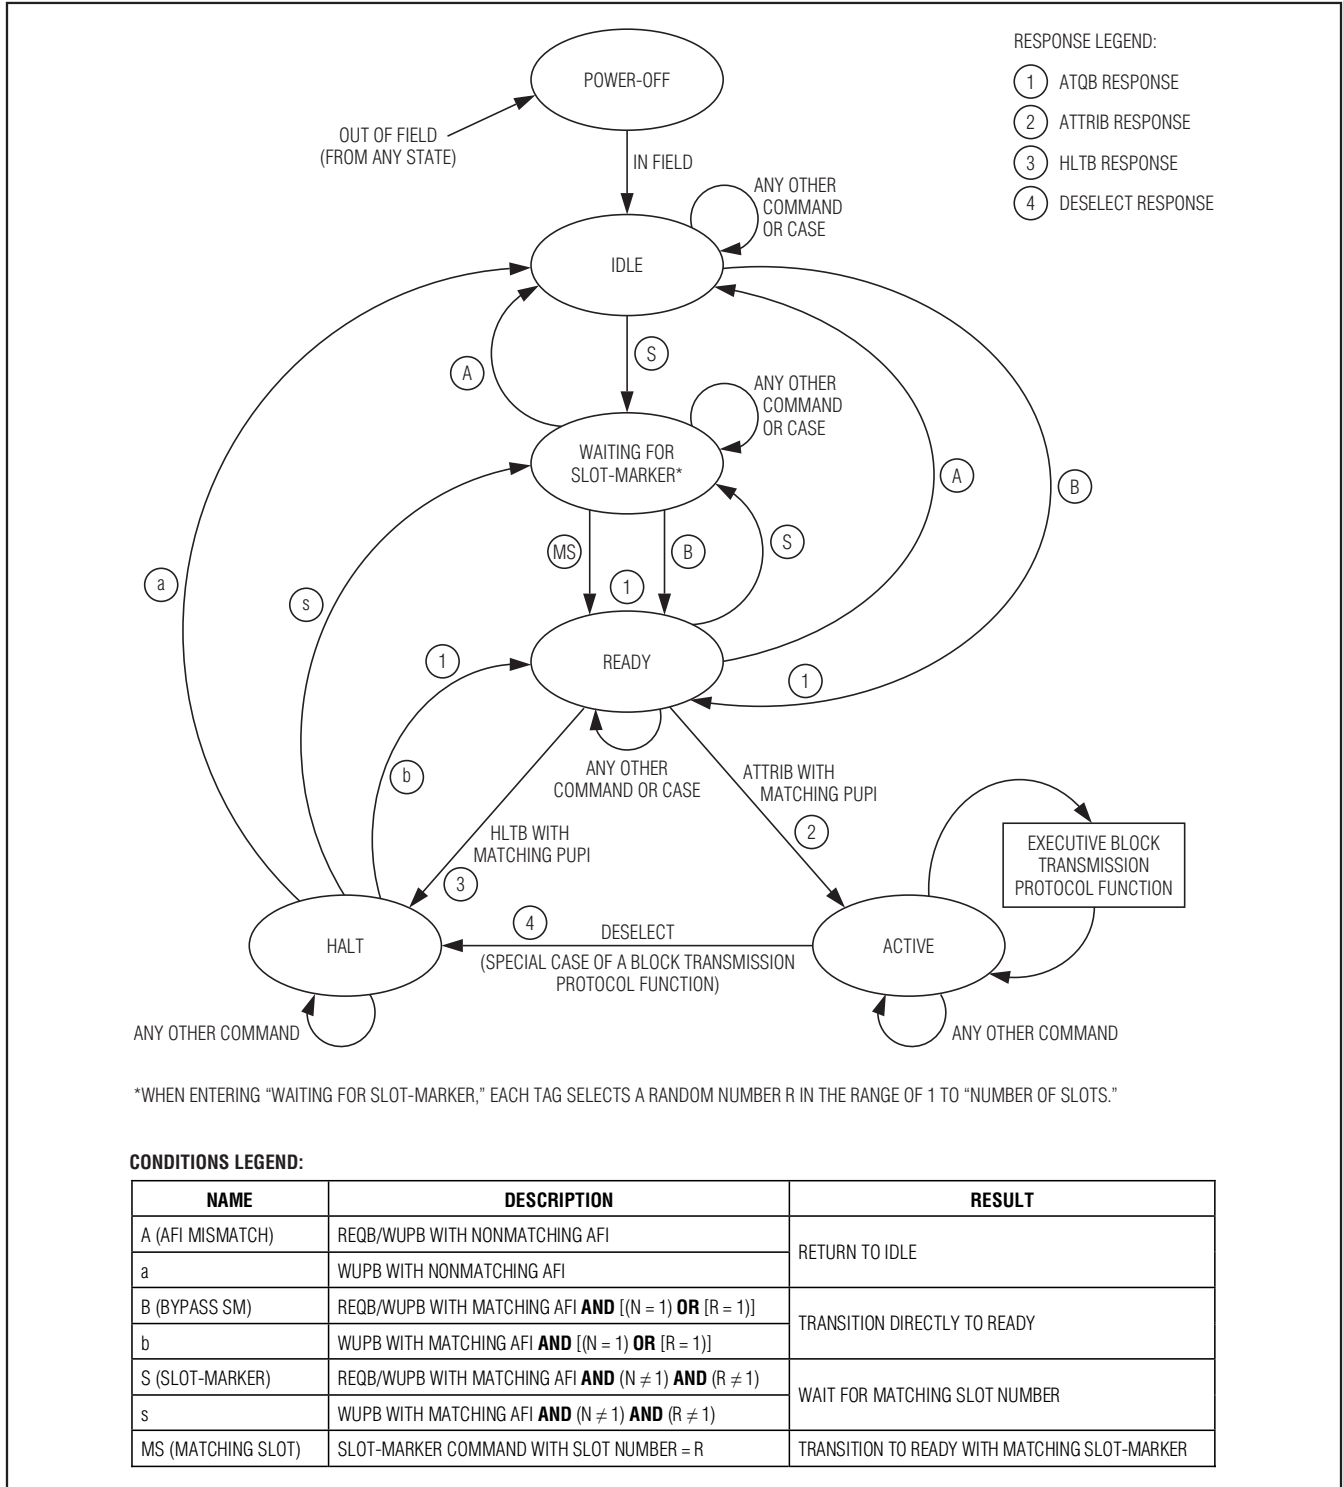 RESPONSE LEGEND:
1 ATQB RESPONSE
2 ATTRIB RESPONSE
3 HLTB RESPONSE
4 DESELECT RESPONSE
POWER-OFF
OUT OF FIELD
(FROM ANY STATE)
IN FIELD
ANY OTHER
COMMAND
OR CASE
IDLE
S
A
ANY OTHER
COMMAND
OR CASE
WAITING FOR
SLOT-MARKER*
A
B
MS
B
S
1
a
s
1
READY
1
b
ANY OTHER
COMMAND OR CASE
ATTRIB WITH
MATCHING PUPI
2
HLTB WITH
MATCHING PUPI
3
EXECUTIVE BLOCK
TRANSMISSION
PROTOCOL FUNCTION
HALT
4
DESELECT
(SPECIAL CASE OF A BLOCK TRANSMISSION
PROTOCOL FUNCTION)
ACTIVE
ANY OTHER COMMAND
ANY OTHER COMMAND
*WHEN ENTERING “WAITING FOR SLOT-MARKER,” EACH TAG SELECTS A RANDOM NUMBER R IN THE RANGE OF 1 TO “NUMBER OF SLOTS.”
CONDITIONS LEGEND:
NAME DESCRIPTION RESULT
A (AFI MISMATCH) REQB/WUPB WITH NONMATCHING AFI
RETURN TO IDLE
a WUPB WITH NONMATCHING AFI
B (BYPASS SM) REQB/WUPB WITH MATCHING AFI AND [(N = 1) OR [R = 1)]
TRANSITION DIRECTLY TO READY
b WUPB WITH MATCHING AFI AND [(N = 1) OR [R = 1)]
S (SLOT-MARKER) REQB/WUPB WITH MATCHING AFI AND (N ≠ 1) AND (R ≠ 1)
WAIT FOR MATCHING SLOT NUMBER
s WUPB WITH MATCHING AFI AND (N ≠ 1) AND (R ≠ 1)
MS (MATCHING SLOT) SLOT-MARKER COMMAND WITH SLOT NUMBER = R TRANSITION TO READY WITH MATCHING SLOT-MARKER